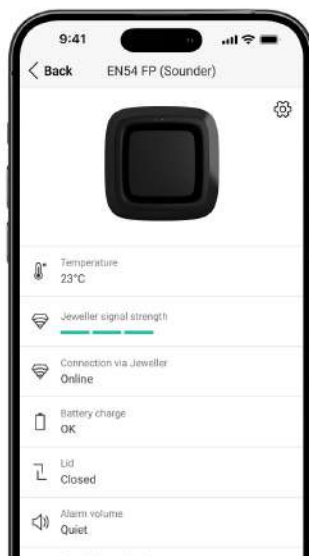 9:41
Back EN54 FP (Sounder)
Temperature
23°C
Jeweller signal strength
Connection via Jeweller
Online
Battery charge
OK
Lid
Closed
Alarm volume
Quiet